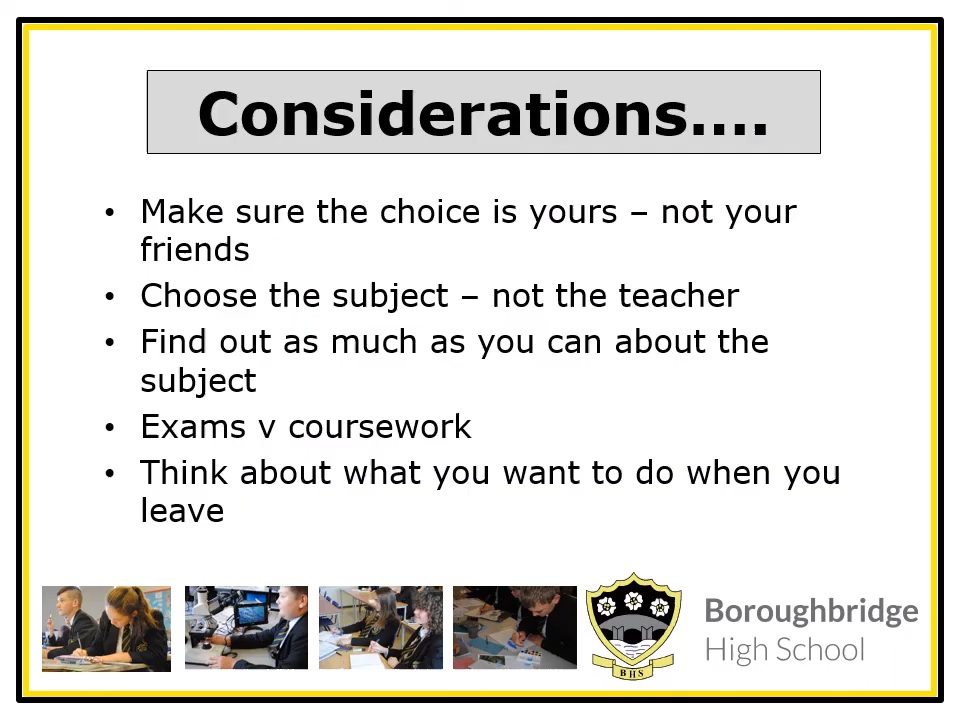 Considerations....
• Make sure the choice is yours – not your
friends
• Choose the subject – not the teacher
• Find out as much as you can about the
subject
• Exams v coursework
• Think about what you want to do when you
leave
BHS
Boroughbridge
High School